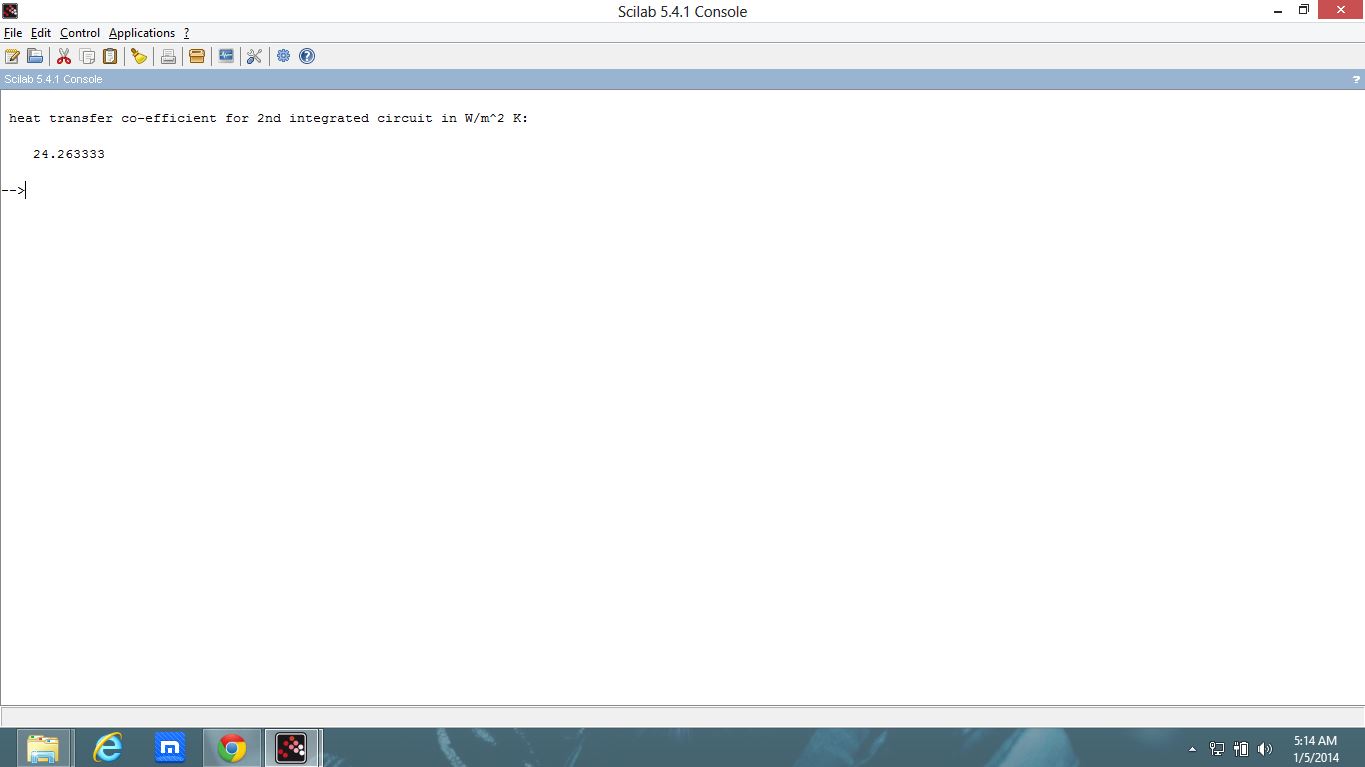 Scilab 5.4.1 Console
File Edit Control Applications ?
Scilab 5.4.1 Console ?
heat transfer co-efficient for 2nd integrated circuit in W/m^2 K:
24.263333
-->
5:14 AM
1/5/2014